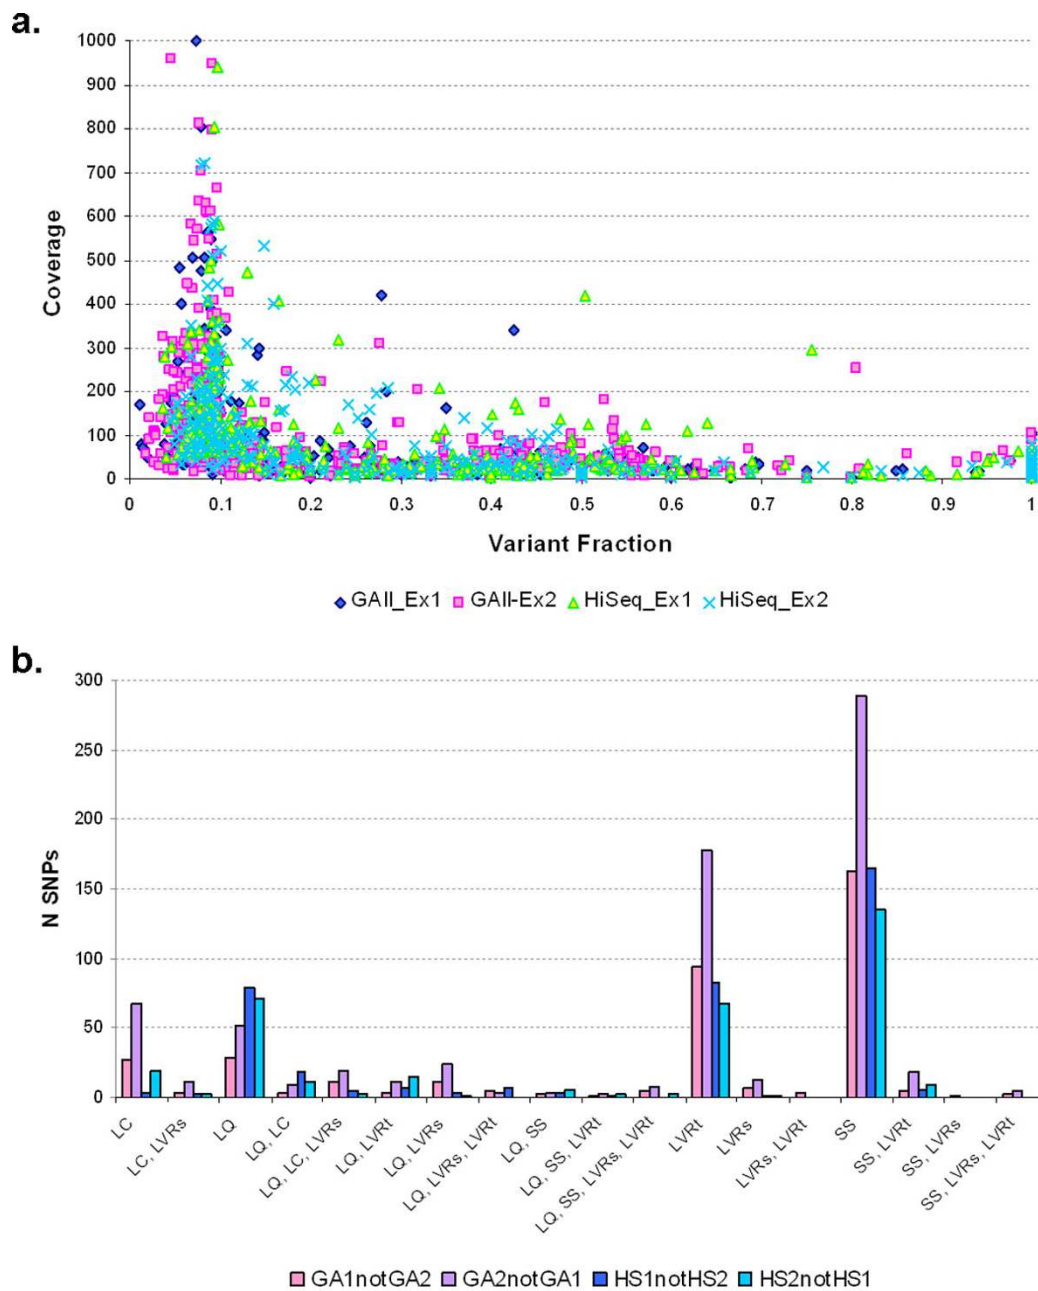 a.
1000
900
800
700
600
500
400
300
200
100
0
Coverage
0 0.1 0.2 0.3 0.4 0.5 0.6 0.7 0.8 0.9 1
Variant Fraction
GAII_Ex1 GAII-Ex2 HiSeq_Ex1 HiSeq_Ex2
b.
300
250
200
150
100
50
0
N SNPs
LC
LC, LVRs
LQ
LQ, LC
LQ, LC, LVRs
LQ, LVRt
LQ, LVRs
LQ, LVRs, LVRt
LQ, SS
LQ, SS, LVRt
LQ, SS, LVRs, LVRt
LVRt
LVRs
LVRs, LVRt
SS
SS, LVRt
SS, LVRs
SS, LVRs, LVRt
GA1notGA2 GA2notGA1 HS1notHS2 HS2notHS1